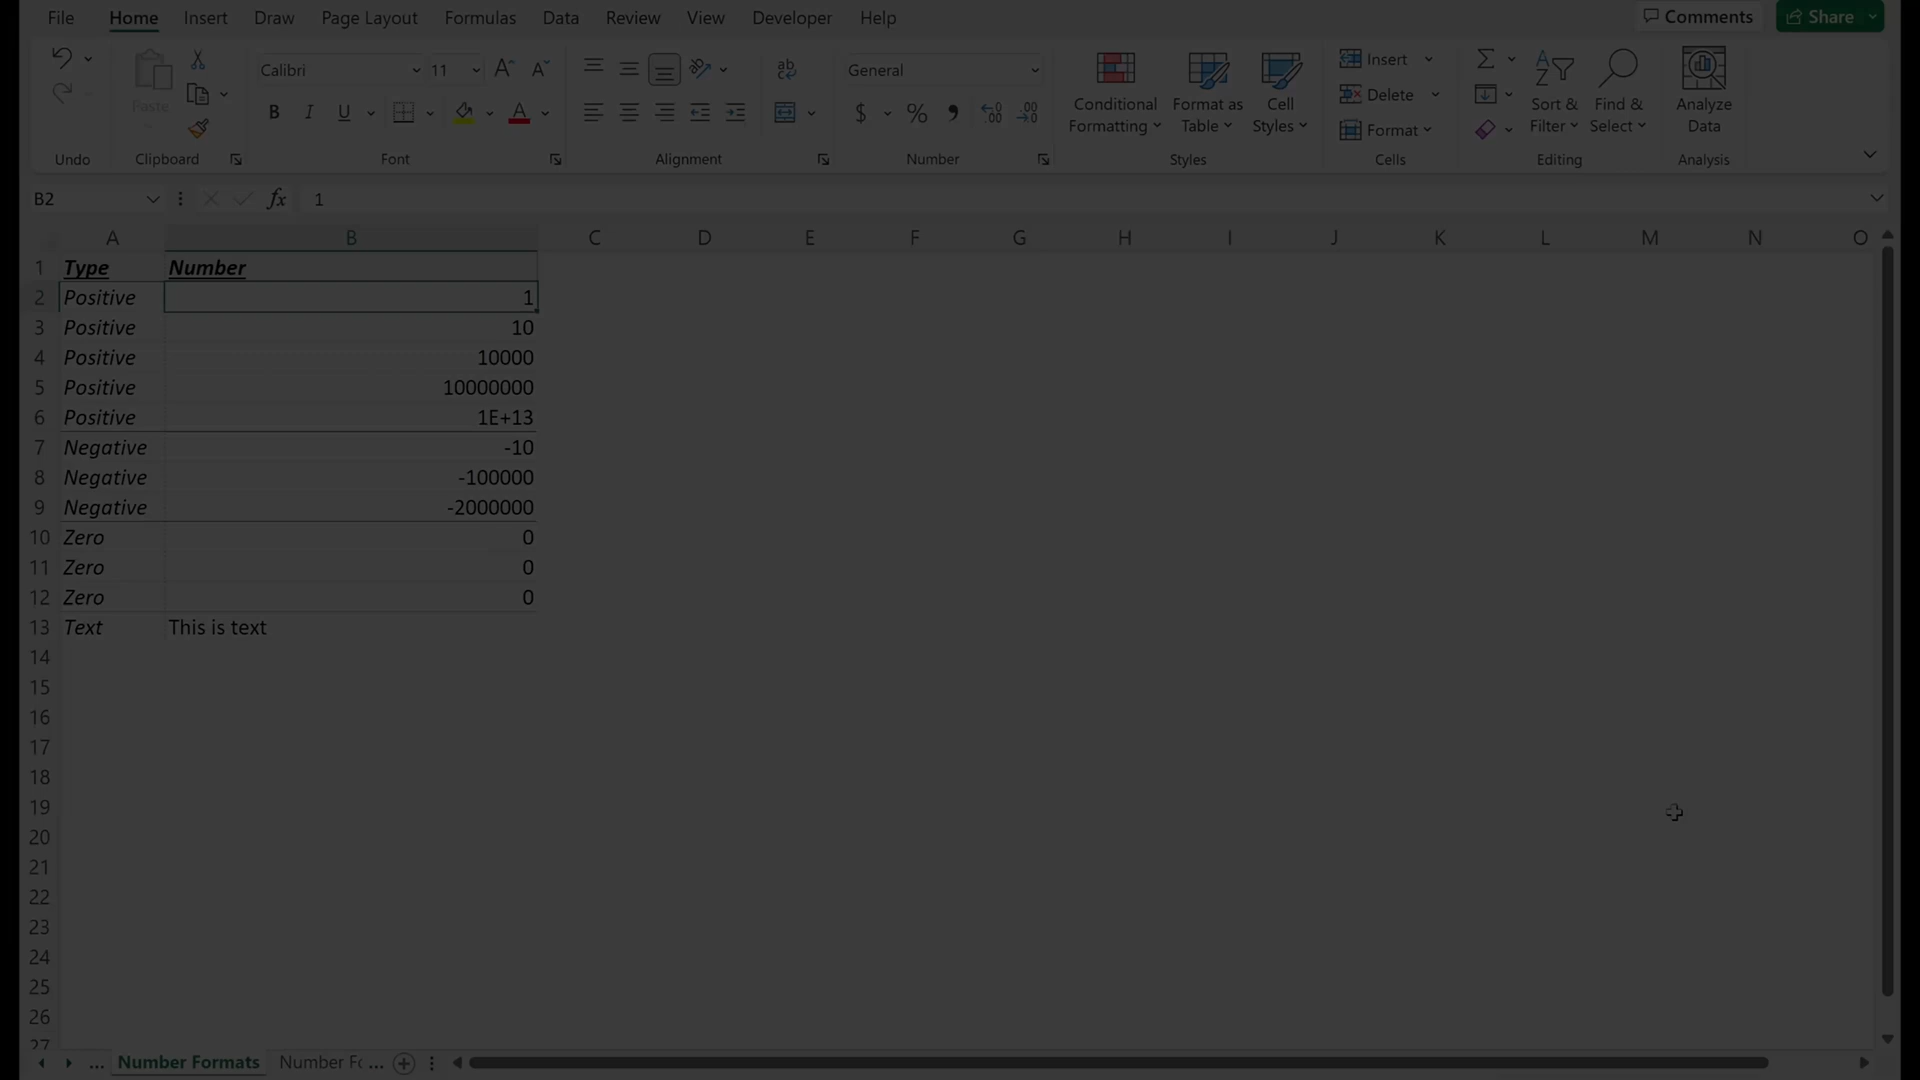 File Home Insert Draw Page Layout Formulas Data Review View Developer Help Comments Share
Calibri 11 General
Paste
B I U
Conditional Formatting
Format as Table
Cell Styles
Insert
Delete
Format
Sort & Filter
Find & Select
Analyze Data
Undo Clipboard Font Alignment Number Styles Cells Editing Analysis
B2 fx 1
A B C D E F G H I J K L M N O
1 Type Number
2 Positive 1
3 Positive 10
4 Positive 10000
5 Positive 10000000
6 Positive 1E+13
7 Negative -10
8 Negative -100000
9 Negative -2000000
10 Zero 0
11 Zero 0
12 Zero 0
13 Text This is text
14
15
16
17
18
19
20
21
22
23
24
25
26
27
... Number Formats Number Fo ...